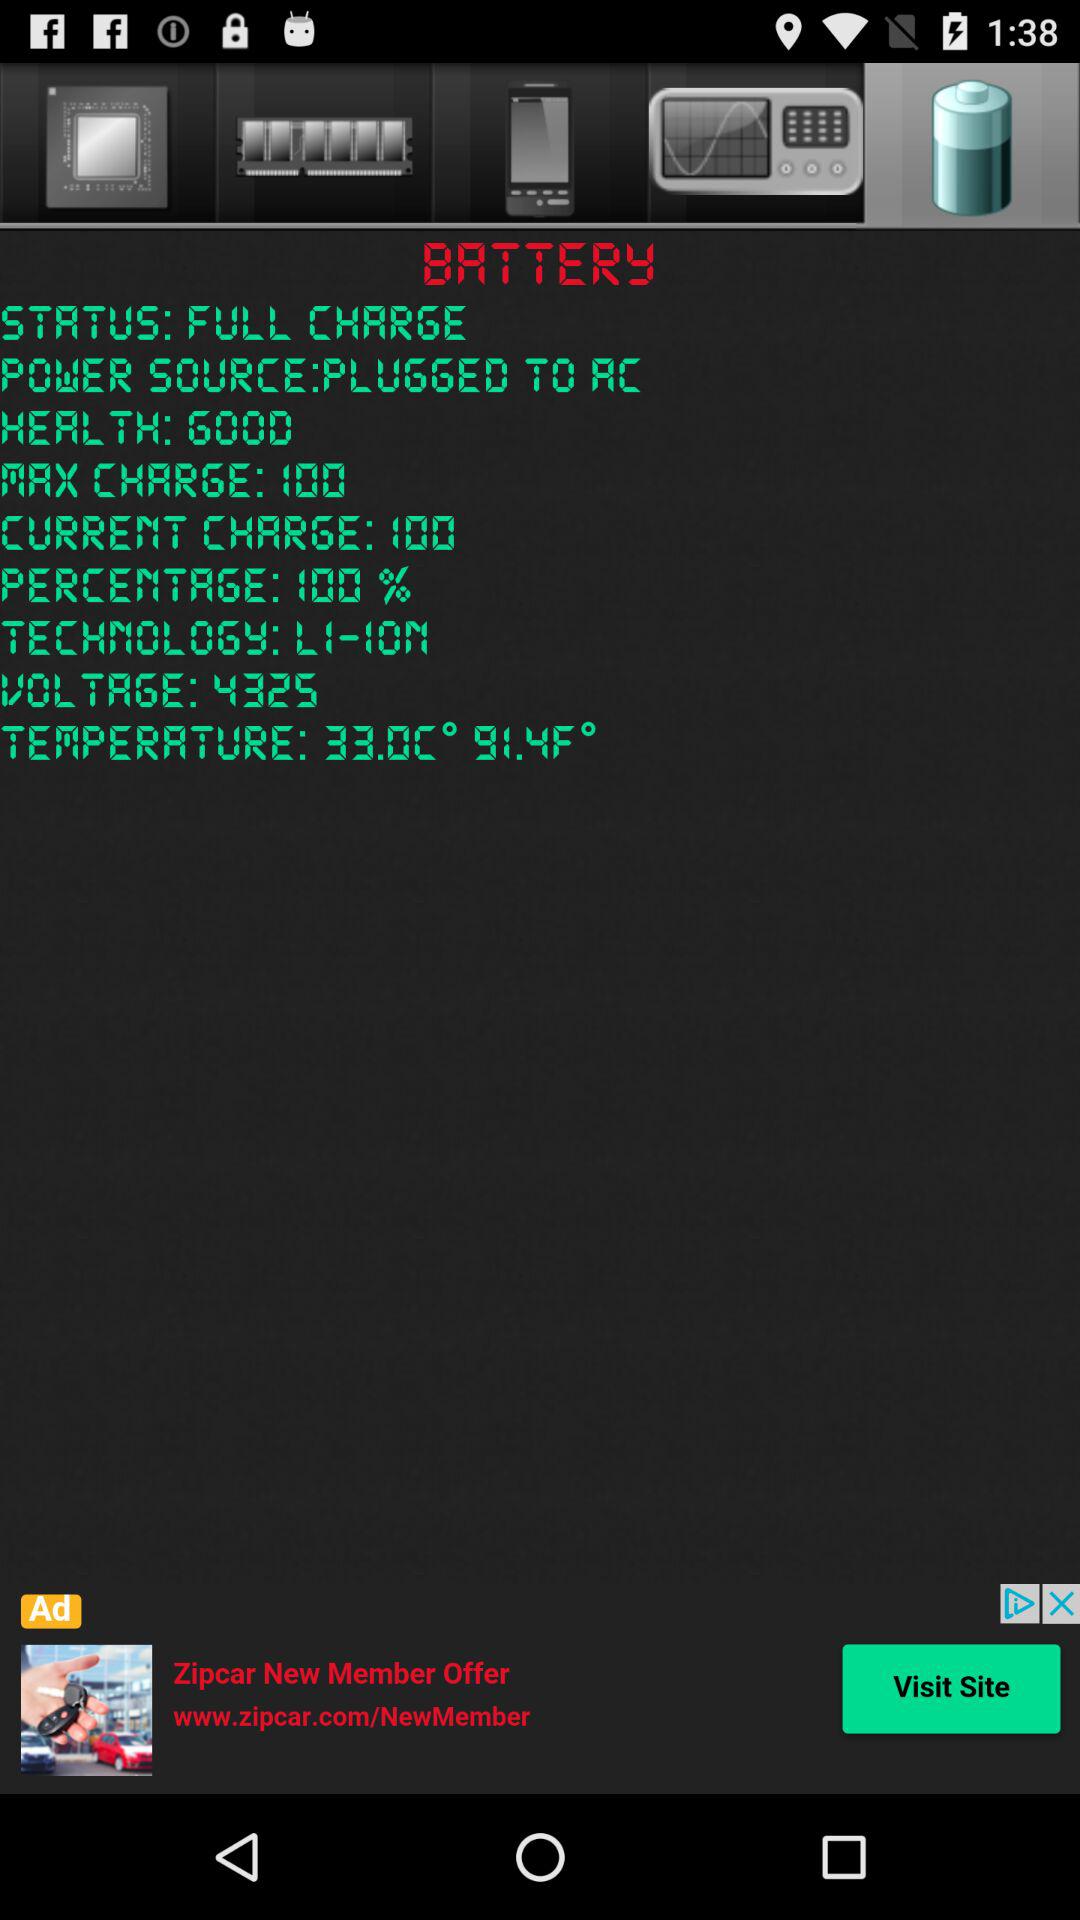 1:38
BATTERY
STATUS: FULL CHARGE
POWER SOURCE:PLUGGED TO AC
HEALTH: GOOD
MAX CHARGE: 100
CURRENT CHARGE: 100
PERCENTAGE: 100 %
TECHNOLOGY: LI-ION
VOLTAGE: 4325
TEMPERATURE: 33.0C° 91.4F°
Ad
Zipcar New Member Offer
www.zipcar.com/NewMember
Visit Site